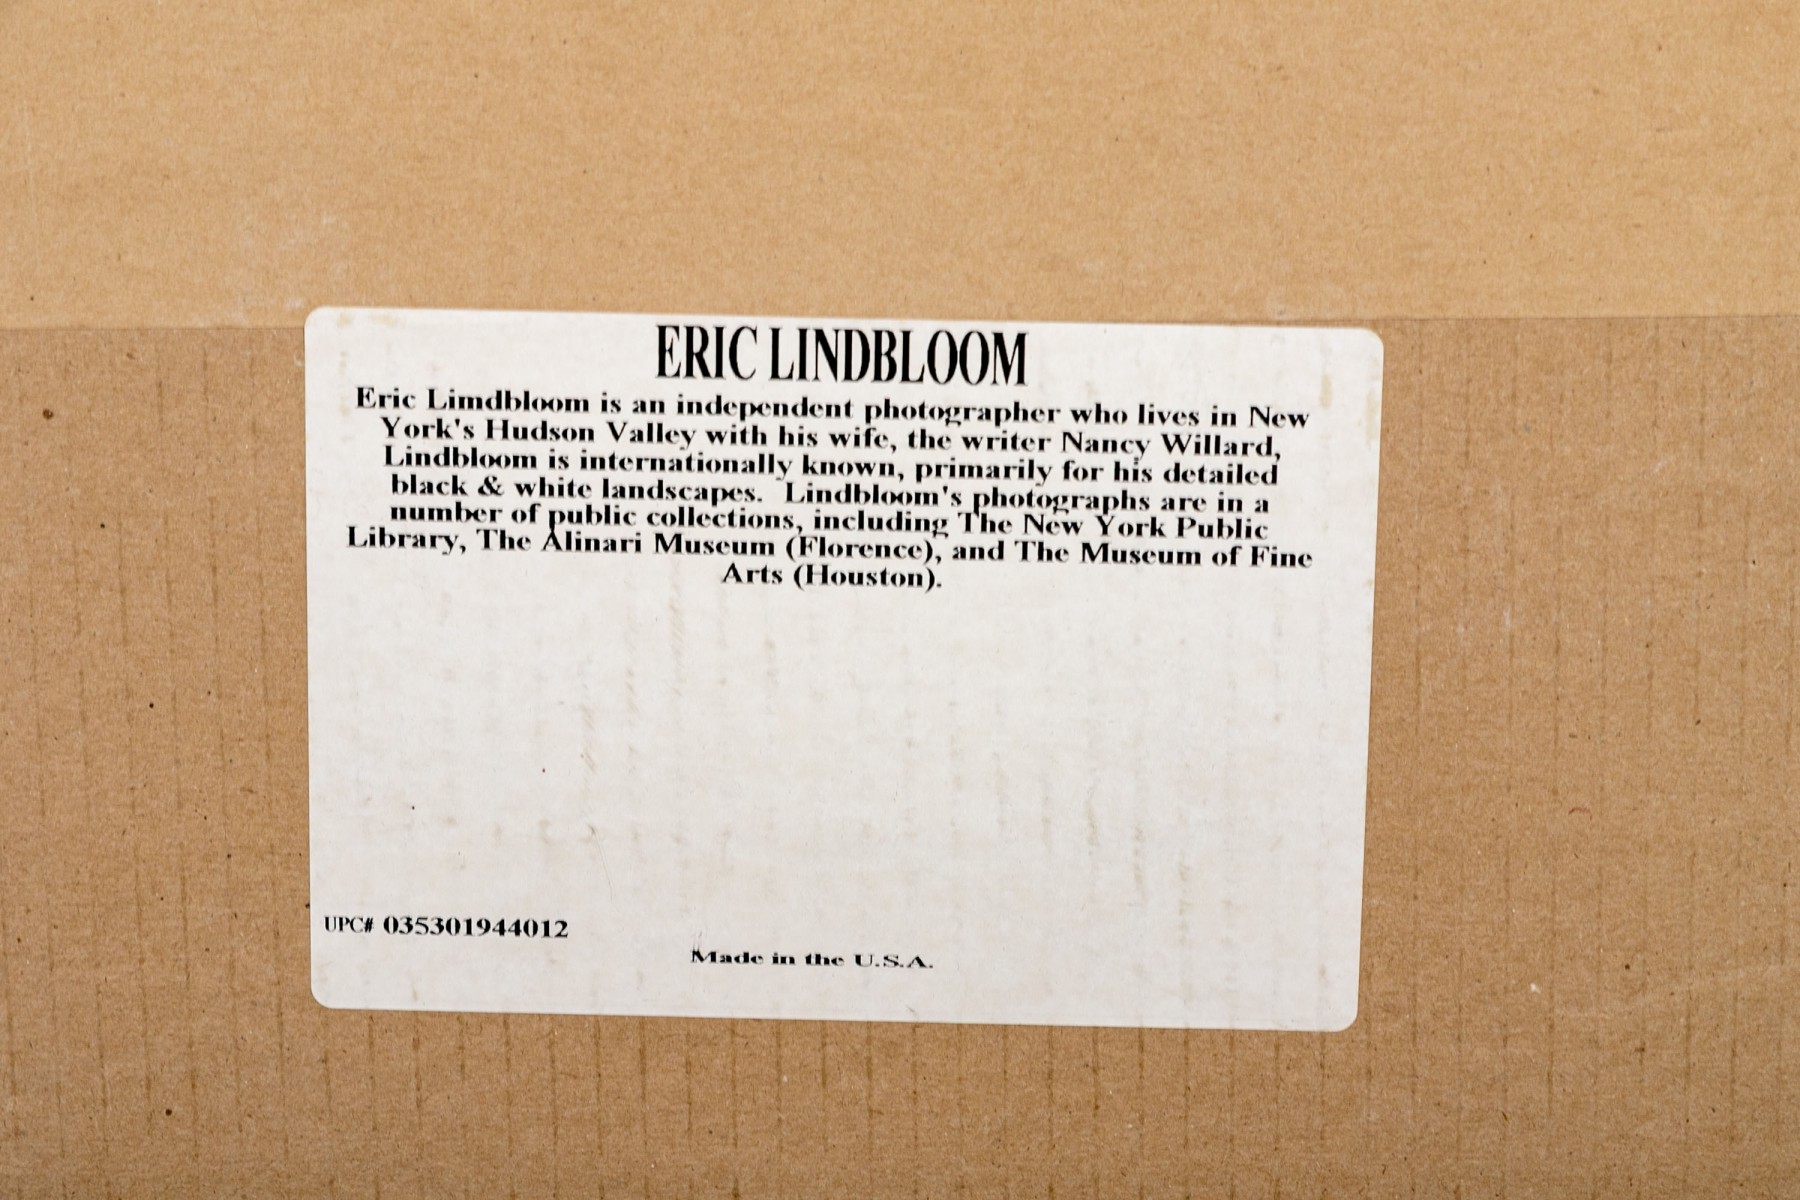 ERIC LINDBLOOM
Eric Limdbloom is an independent photographer who lives in New
York's Hudson Valley with his wife, the writer Nancy Willard,
Lindbloom is internationally known, primarily for his detailed
black & white landscapes.  Lindbloom's photographs are in a
number of public collections, including The New York Public
Library, The Alinari Museum (Florence), and The Museum of Fine
Arts (Houston).
UPC# 035301944012
Made in the U.S.A.